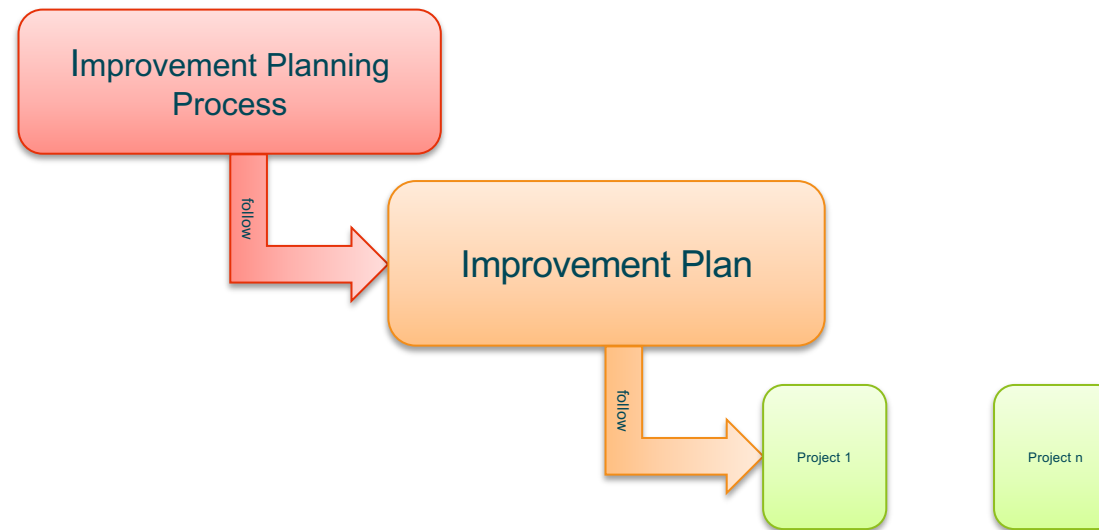 Improvement Planning
Process
follow
Improvement Plan
follow
Project 1
Project n